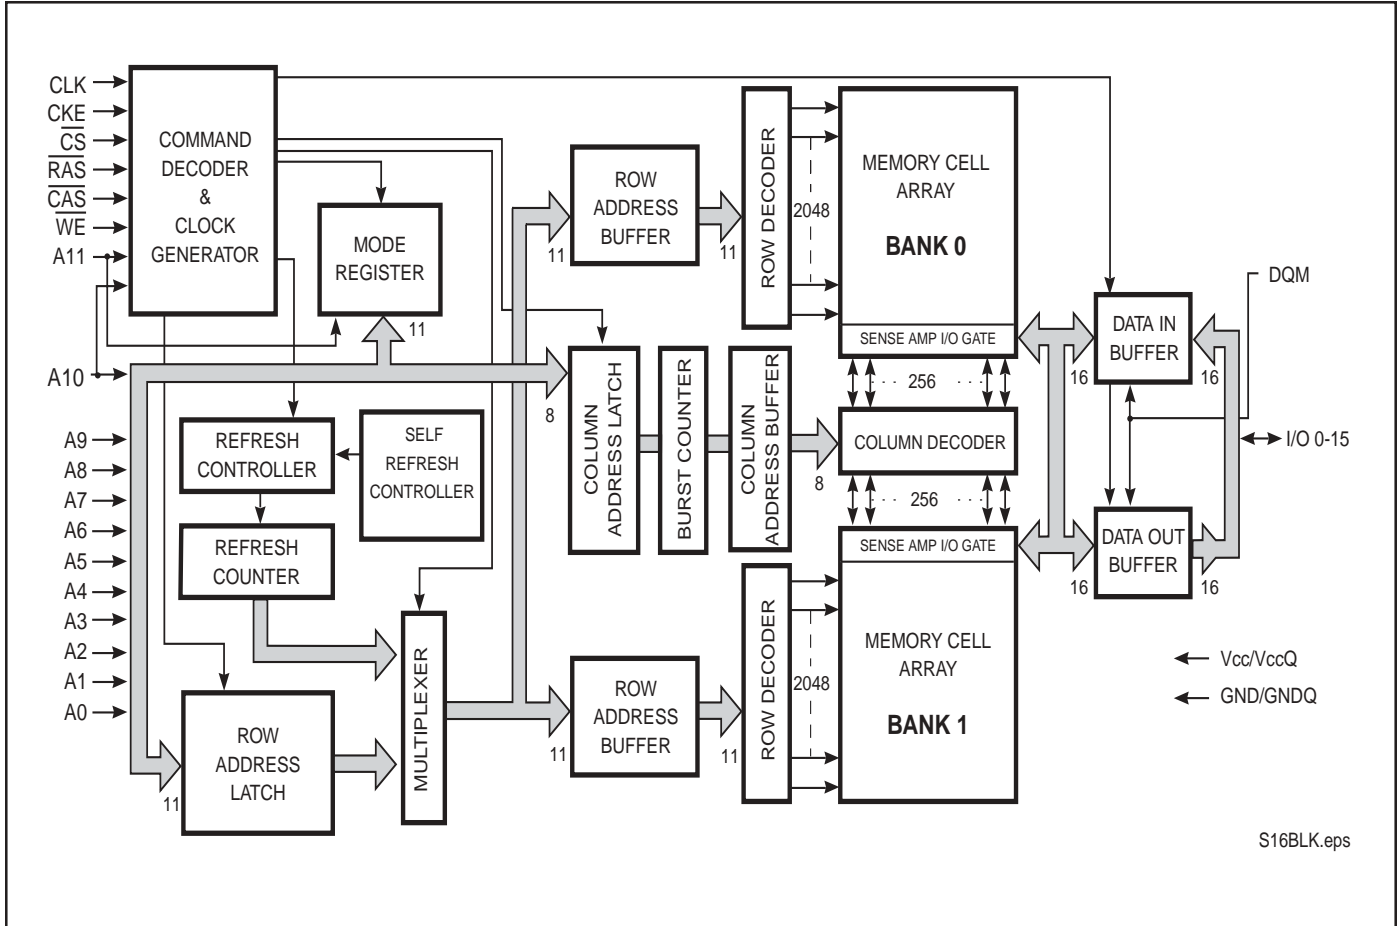 CLK
CKE
CS
RAS
CAS
WE
A11
A10
A9
A8
A7
A6
A5
A4
A3
A2
A1
A0
COMMAND
DECODER
&
CLOCK
GENERATOR
MODE
REGISTER
11
REFRESH
CONTROLLER
SELF
REFRESH
CONTROLLER
REFRESH
COUNTER
ROW
ADDRESS
LATCH
11
MULTIPLEXER
ROW
ADDRESS
BUFFER
11
11
8
COLUMN
ADDRESS LATCH
BURST COUNTER
COLUMN
ADDRESS BUFFER
8
ROW
ADDRESS
BUFFER
11
11
ROW DECODER
2048
MEMORY CELL
ARRAY
BANK 0
SENSE AMP I/O GATE
256
COLUMN DECODER
256
SENSE AMP I/O GATE
ROW DECODER
2048
MEMORY CELL
ARRAY
BANK 1
DQM
DATA IN
BUFFER
16
16
I/O 0-15
DATA OUT
BUFFER
16
16
Vcc/VccQ
GND/GNDQ
S16BLK.eps